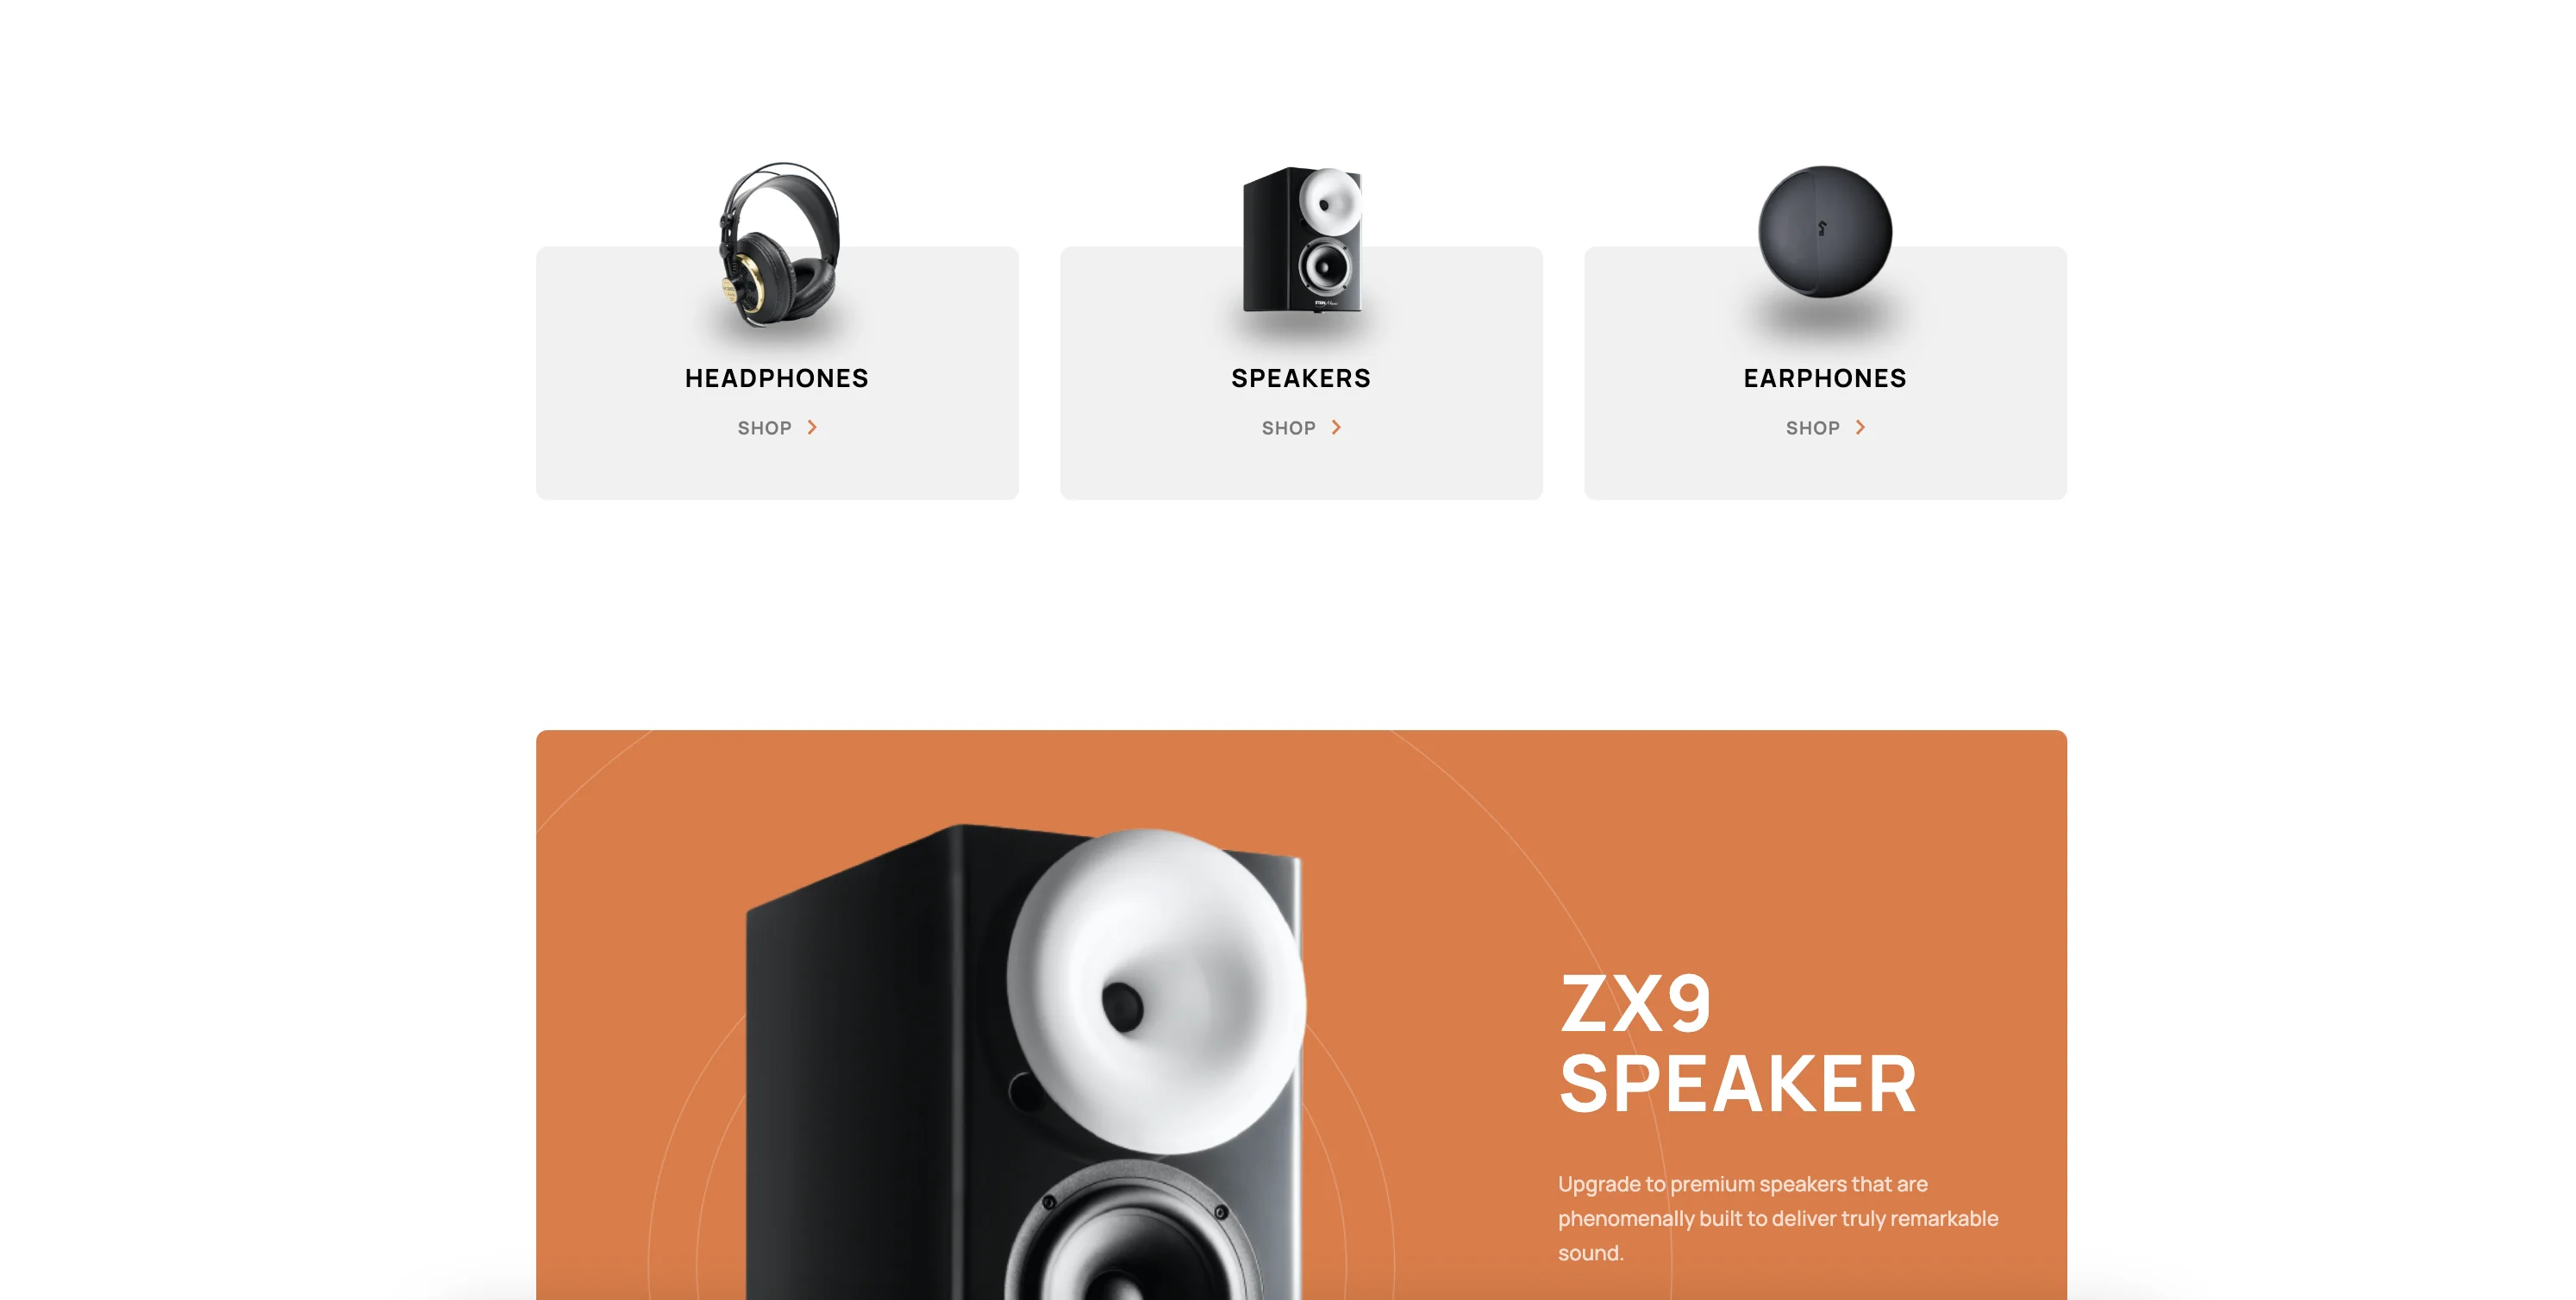 HEADPHONES
SHOP
SPEAKERS
SHOP
EARPHONES
SHOP
ZX9
SPEAKER
Upgrade to premium speakers that are
phenomenally built to deliver truly remarkable
sound.